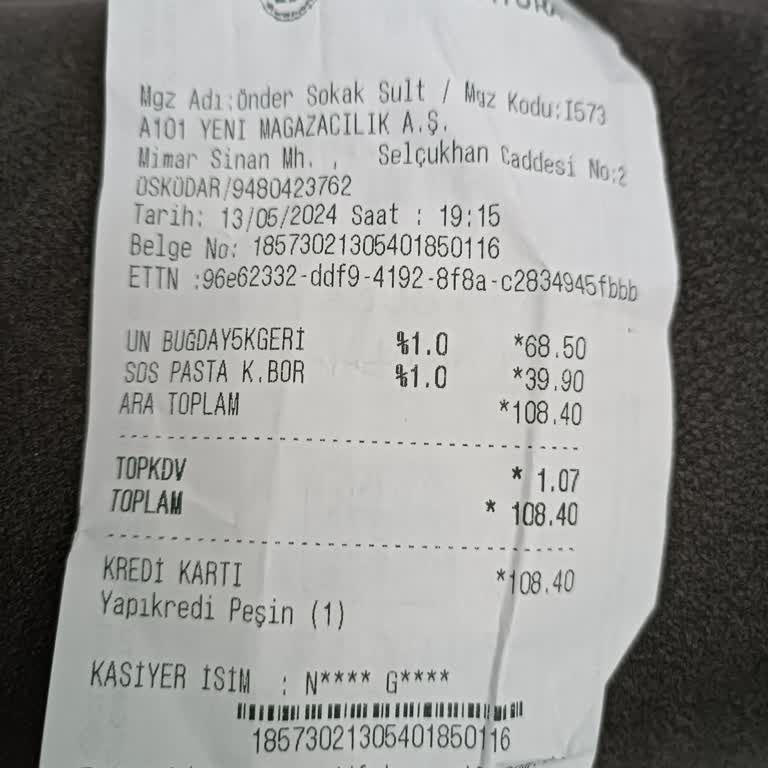 Mgz Adı:Önder Sokak Sult / Mgz Kodu:I573
A101 YENI MAGAZACILIK A.Ş.
Mimar Sinan Mh. , Selçukhan Caddesi No:2
ÜSKÜDAR/9480423762
Tarih: 13/05/2024 Saat : 19:15
Belge No: 18573021305401850116
ETTN :96e62332-ddf9-4192-8f8a-c2834945fbbb
UN BUĞDAY5KGERİ %1.0 *68.50
SOS PASTA K.BOR %1.0 *39.90
ARA TOPLAM *108.40
TOPKDV * 1.07
TOPLAM * 108.40
KREDİ KARTI *108.40
Yapıkredi Peşin (1)
KASİYER İSİM : N**** G****
18573021305401850116